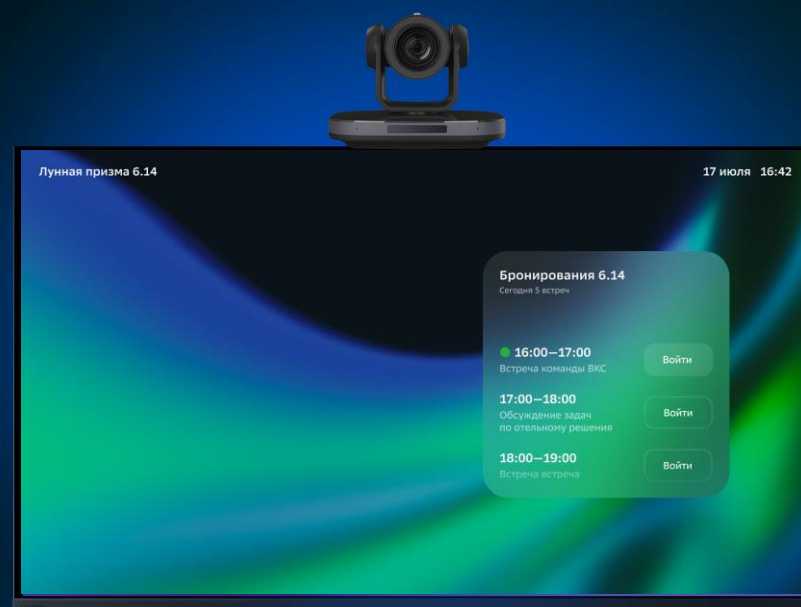 Лунная призма 6.14
17 июля 16:42
Бронирования 6.14
Сегодня 5 встреч
16:00—17:00
Встреча команды ВКС
Войти
17:00—18:00
Обсуждение задач
по отельному решения
Войти
18:00—19:00
Встреча встреча
Войти